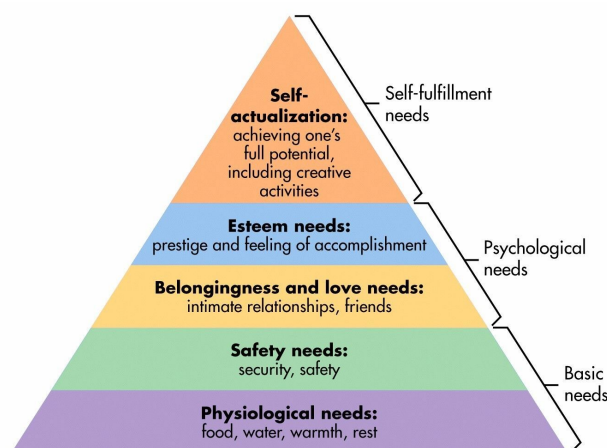 Self-
actualization:
achieving one's
full potential,
including creative
activities
Self-fulfillment
needs
Esteem needs:
prestige and feeling of accomplishment
Psychological
needs
Belongingness and love needs:
intimate relationships, friends
Safety needs:
security, safety
Basic
needs
Physiological needs:
food, water, warmth, rest